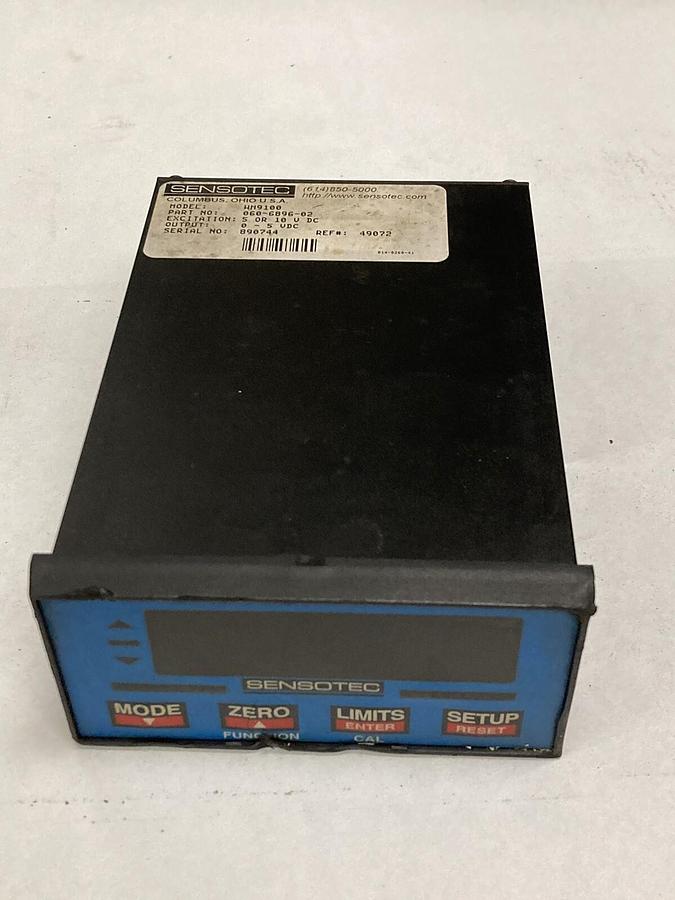 SENSOTEC (614)850-5000
COLUMBUS, OHIO U.S.A. http://www.sensotec.com
MODEL: WM9100
PART NO: 060-6896-02
EXCITATION: 5 OR 10 V DC
OUTPUT: 0 - 5 VDC
SERIAL NO: 890744 REF#: 49072
SENSOTEC
MODE ZERO LIMITS SETUP
ENTER RESET
FUNCTION CAL